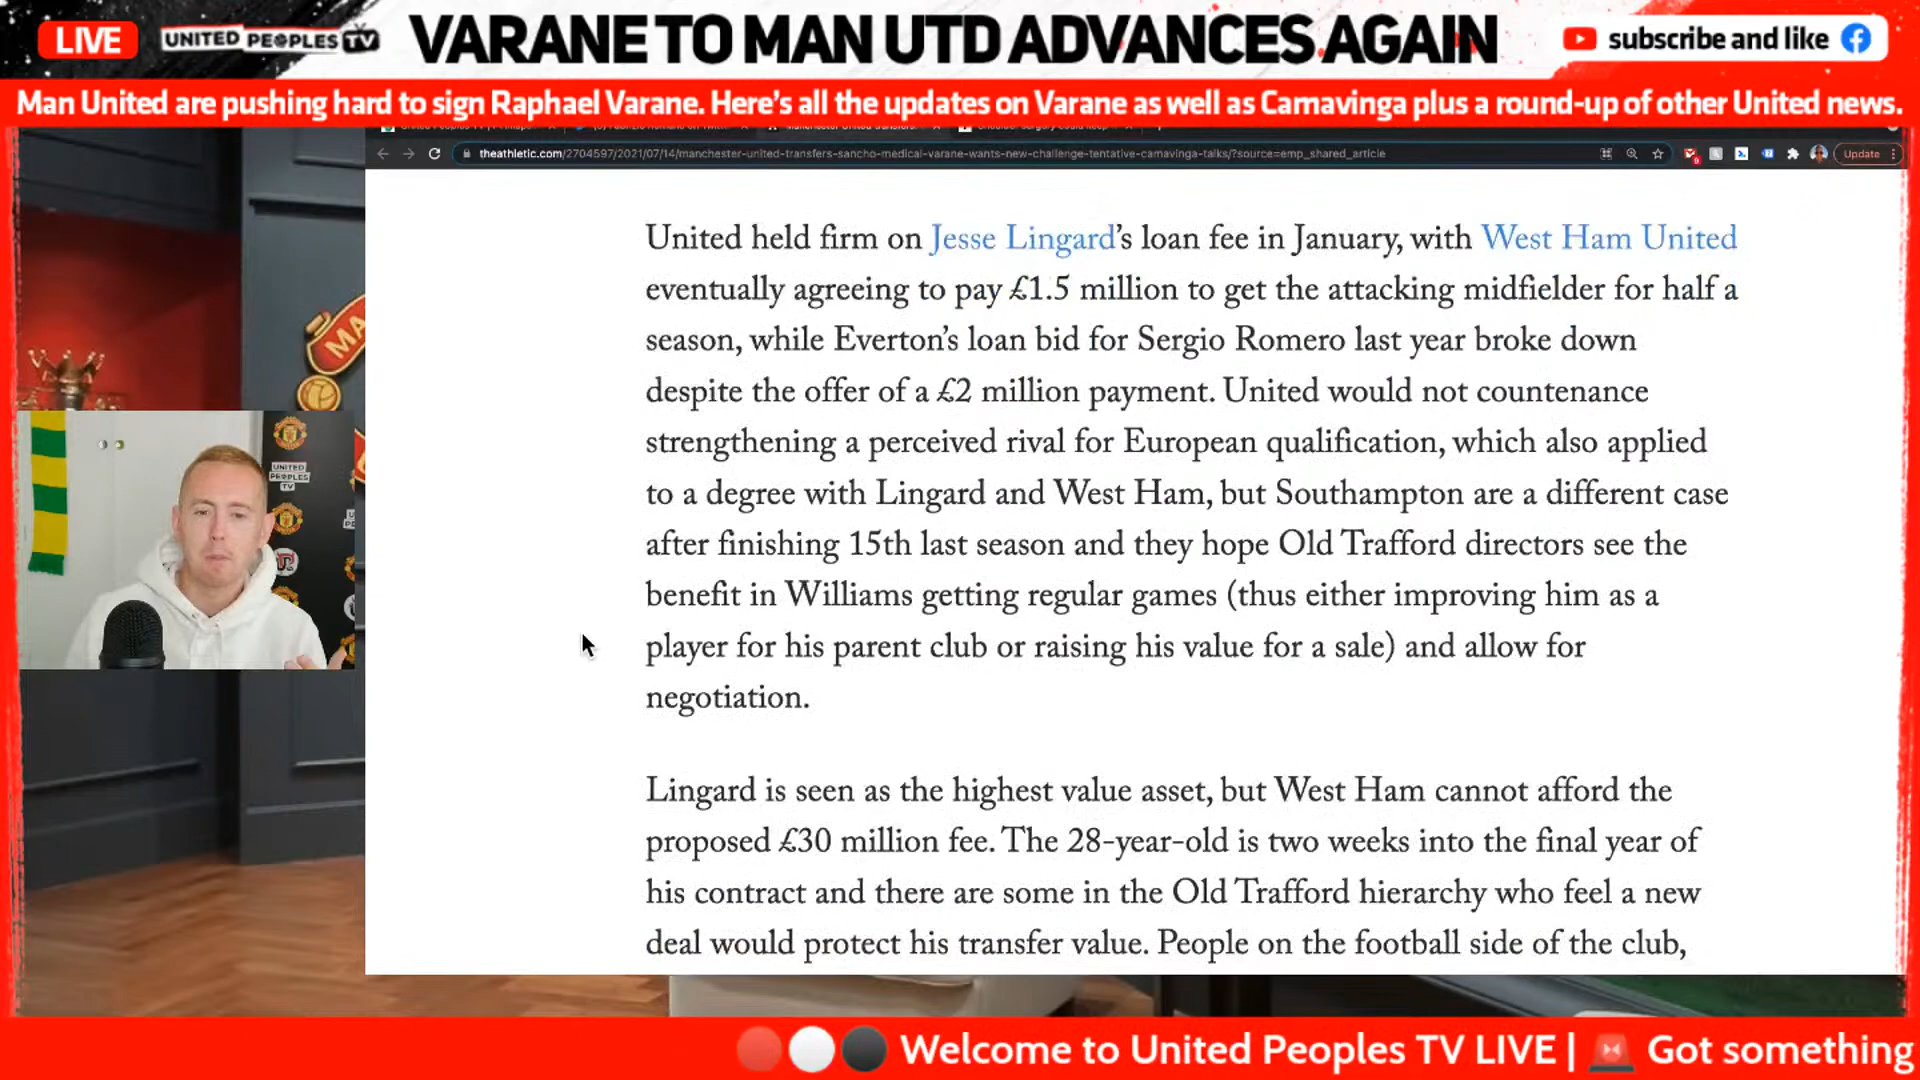 LIVE
UNITED PEOPLES TV
VARANE TO MAN UTD ADVANCES AGAIN
subscribe and like
Man United are pushing hard to sign Raphael Varane. Here's all the updates on Varane as well as Camavinga plus a round-up of other United news.
theathletic.com/2704597/2021/07/14/manchester-united-transfers-sancho-medical-varane-wants-new-challenge-tentative-camavinga-talks/?source=emp_shared_article
Update
United held firm on Jesse Lingard's loan fee in January, with West Ham United
eventually agreeing to pay £1.5 million to get the attacking midfielder for half a
season, while Everton's loan bid for Sergio Romero last year broke down
despite the offer of a £2 million payment. United would not countenance
strengthening a perceived rival for European qualification, which also applied
to a degree with Lingard and West Ham, but Southampton are a different case
after finishing 15th last season and they hope Old Trafford directors see the
benefit in Williams getting regular games (thus either improving him as a
player for his parent club or raising his value for a sale) and allow for
negotiation.
Lingard is seen as the highest value asset, but West Ham cannot afford the
proposed £30 million fee. The 28-year-old is two weeks into the final year of
his contract and there are some in the Old Trafford hierarchy who feel a new
deal would protect his transfer value. People on the football side of the club,
MA
UNITED
PEOPLES
TV
Welcome to United Peoples TV LIVE | Got something